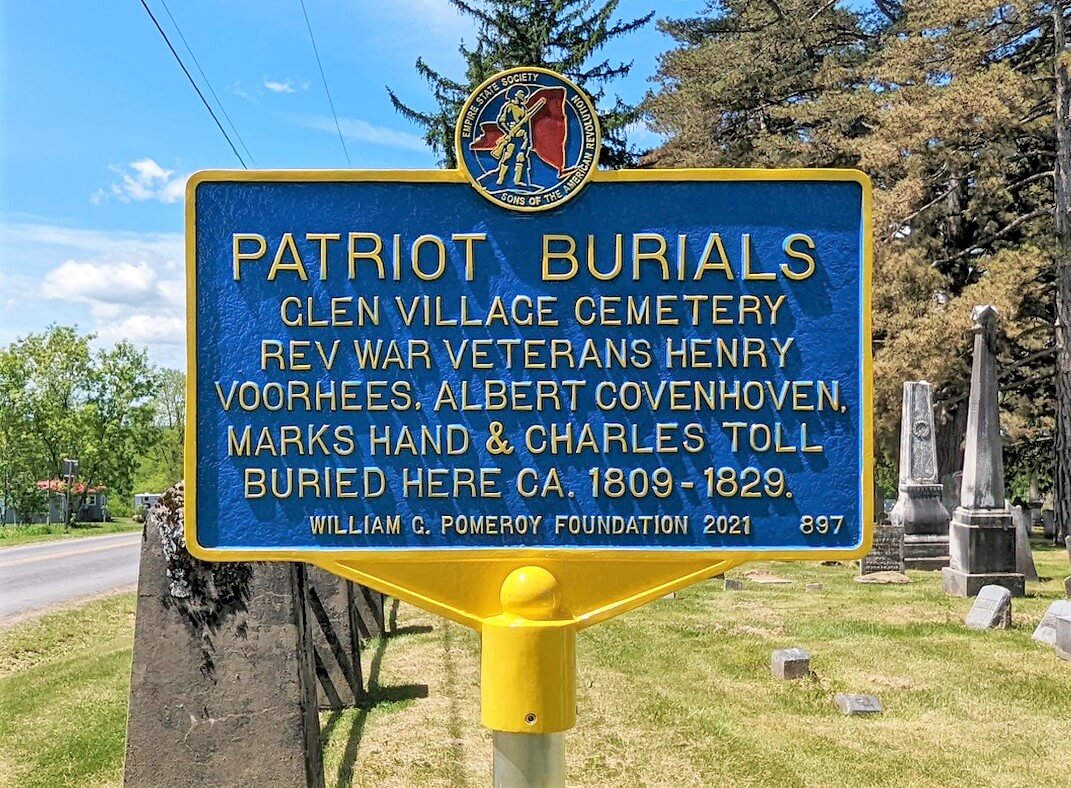 EMPIRE STATE SOCIETY
SONS OF THE AMERICAN REVOLUTION
PATRIOT BURIALS
GLEN VILLAGE CEMETERY
REV WAR VETERANS HENRY
VOORHEES, ALBERT COVENHOVEN,
MARKS HAND & CHARLES TOLL
BURIED HERE CA. 1809-1829.
WILLIAM G. POMEROY FOUNDATION 2021 897